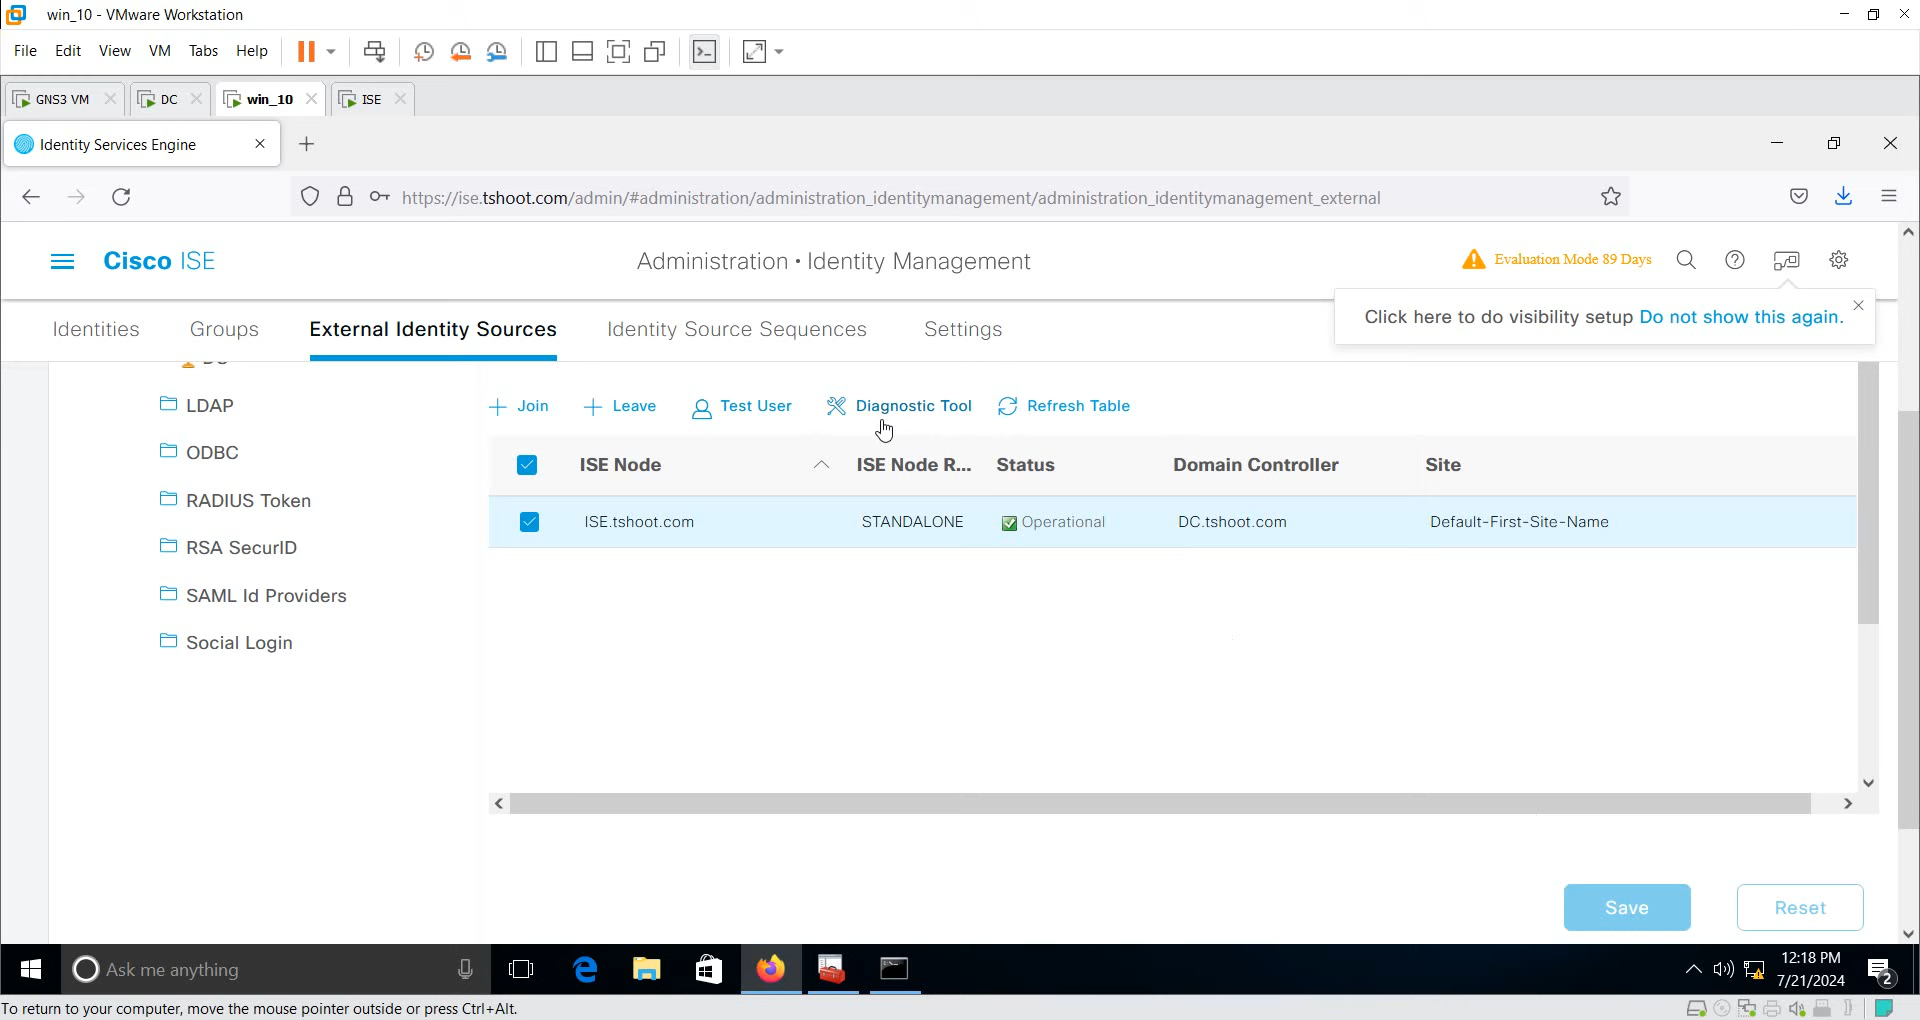 win_10 - VMware Workstation
File Edit View VM Tabs Help
GNS3 VM DC win_10 ISE
Identity Services Engine
https://ise.tshoot.com/admin/#administration/administration_identitymanagement/administration_identitymanagement_external
Cisco ISE
Administration • Identity Management
Evaluation Mode 89 Days
Click here to do visibility setup Do not show this again.
Identities Groups External Identity Sources Identity Source Sequences Settings
LDAP
ODBC
RADIUS Token
RSA SecurID
SAML Id Providers
Social Login
Join Leave Test User Diagnostic Tool Refresh Table
ISE Node ISE Node R... Status Domain Controller Site
ISE.tshoot.com STANDALONE Operational DC.tshoot.com Default-First-Site-Name
Save Reset
Ask me anything
12:18 PM
7/21/2024
2
To return to your computer, move the mouse pointer outside or press Ctrl+Alt.